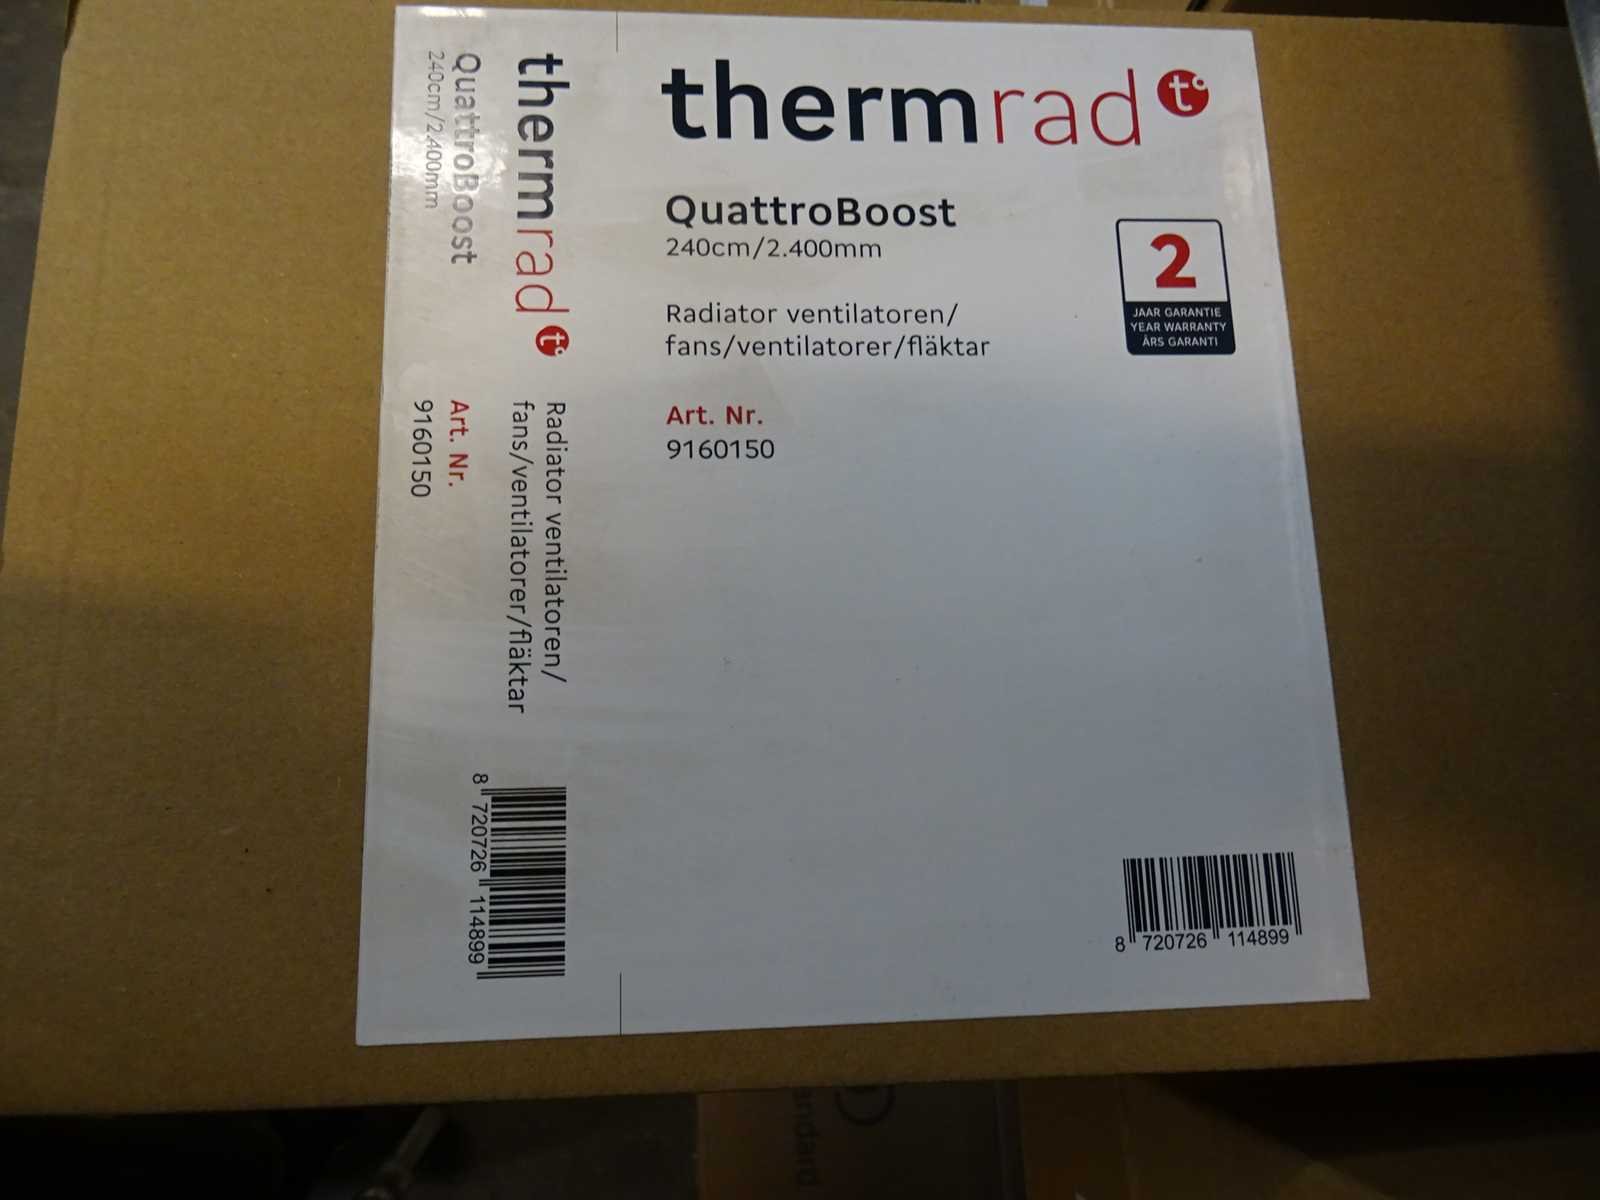 thermrad t°
QuattroBoost
240cm/2.400mm
Radiator ventilatoren/
fans/ventilatorer/fläktar
Art. Nr.
9160150
2
JAAR GARANTIE
YEAR WARRANTY
ÅRS GARANTI
8 720726 114899
thermrad t°
QuattroBoost
240cm/2.400mm
Radiator ventilatoren/
fans/ventilatorer/fläktar
Art. Nr.
9160150
8 720726 114899